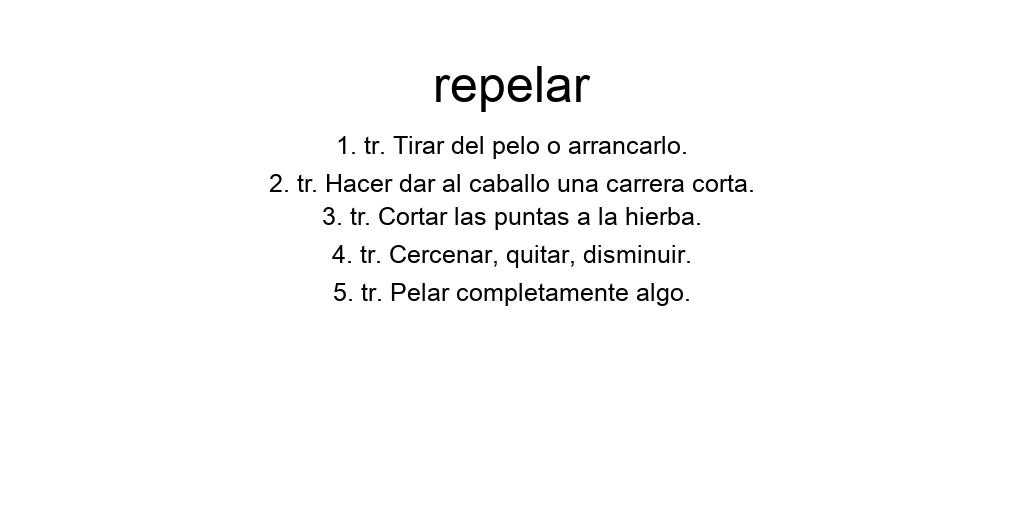 repelar
1. tr. Tirar del pelo o arrancarlo.
2. tr. Hacer dar al caballo una carrera corta.
3. tr. Cortar las puntas a la hierba.
4. tr. Cercenar, quitar, disminuir.
5. tr. Pelar completamente algo.